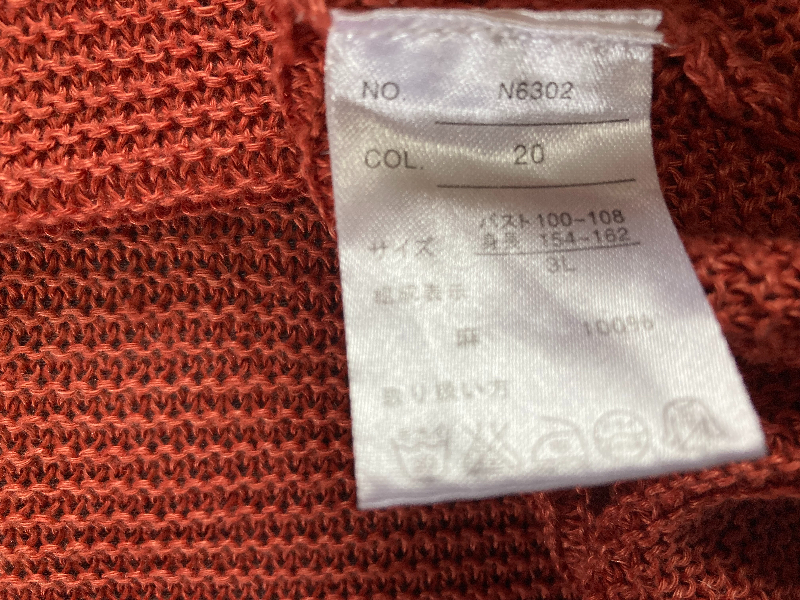 NO. N6302
COL. 20
バスト100-108
サイズ 身長 154-162
3L
組成表示
麻 100%
取り扱い方